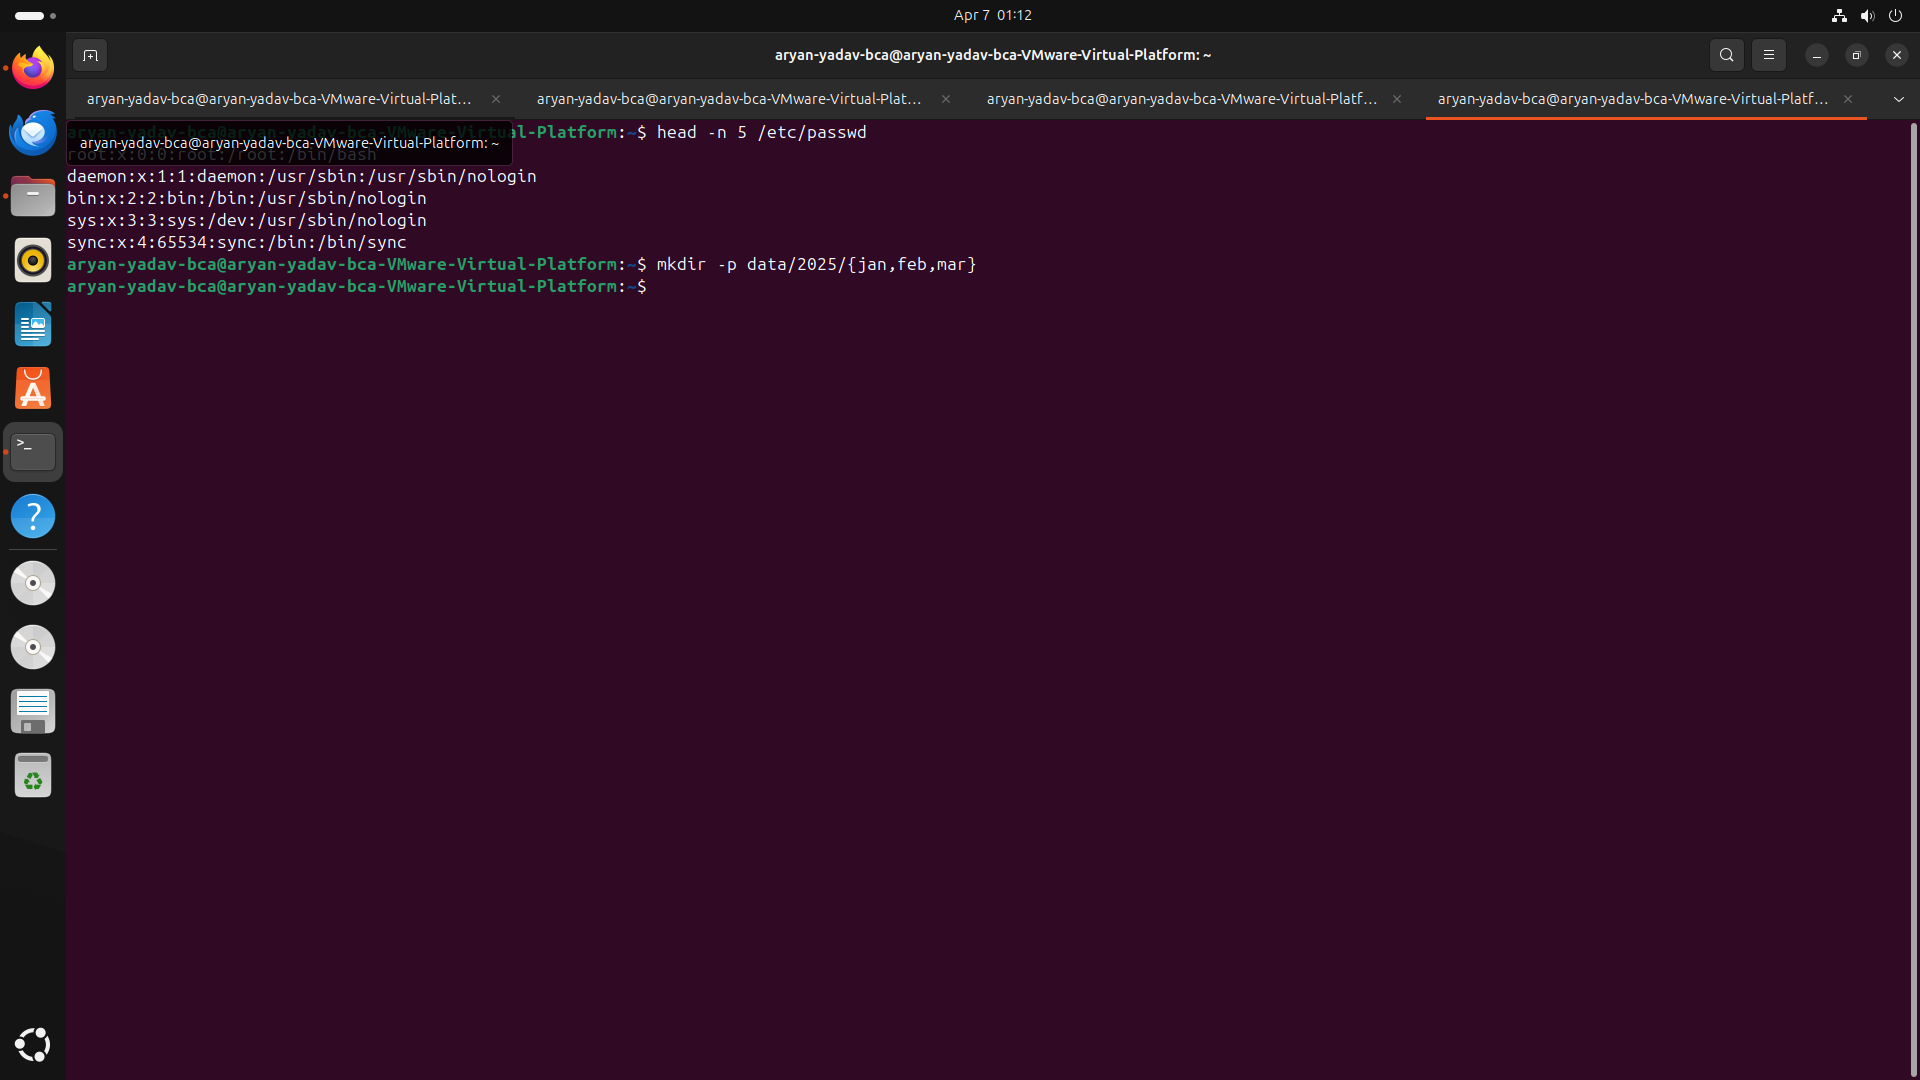 Apr 7 01:12
aryan-yadav-bca@aryan-yadav-bca-VMware-Virtual-Platform: ~
aryan-yadav-bca@aryan-yadav-bca-VMware-Virtual-Plat...
aryan-yadav-bca@aryan-yadav-bca-VMware-Virtual-Plat...
aryan-yadav-bca@aryan-yadav-bca-VMware-Virtual-Platf...
aryan-yadav-bca@aryan-yadav-bca-VMware-Virtual-Platf...
aryan-yadav-bca@aryan-yadav-bca-VMware-Virtual-Platform:~$ head -n 5 /etc/passwd
aryan-yadav-bca@aryan-yadav-bca-VMware-Virtual-Platform: ~
root:x:0:0:root:/root:/bin/bash
daemon:x:1:1:daemon:/usr/sbin:/usr/sbin/nologin
bin:x:2:2:bin:/bin:/usr/sbin/nologin
sys:x:3:3:sys:/dev:/usr/sbin/nologin
sync:x:4:65534:sync:/bin:/bin/sync
aryan-yadav-bca@aryan-yadav-bca-VMware-Virtual-Platform:~$ mkdir -p data/2025/{jan,feb,mar}
aryan-yadav-bca@aryan-yadav-bca-VMware-Virtual-Platform:~$